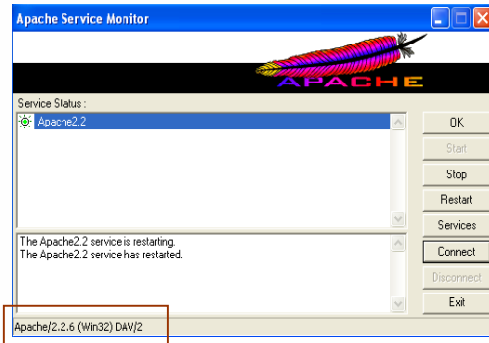 Apache Service Monitor
APACHE
Service Status :
Apache2.2
OK
Start
Stop
Restart
Services
Connect
Disconnect
Exit
The Apache2.2 service is restarting.
The Apache2.2 service has restarted.
Apache/2.2.6 (Win32) DAV/2